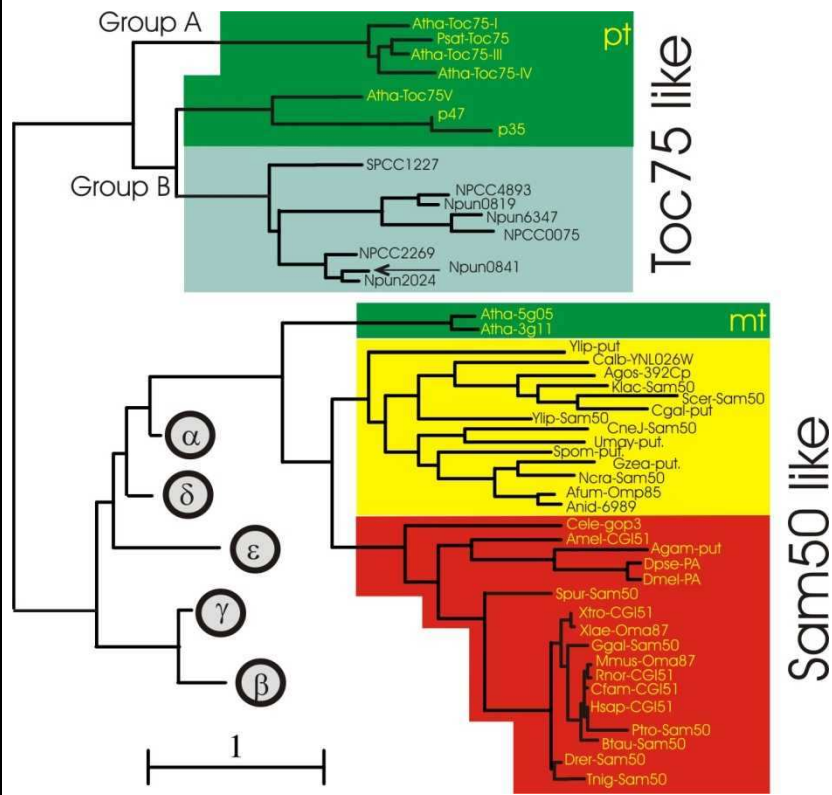 Group A
Atha-Toc75-I
Psat-Toc75
Atha-Toc75-III
Atha-Toc75-IV
pt
Atha-Toc75V
p47
p35
Toc75 like
Group B
SPCC1227
NPCC4893
Npun0819
Npun6347
NPCC0075
NPCC2269
Npun0841
Npun2024
Atha-5g05
Atha-3g11
mt
Ylip-put
Calb-YNL026W
Agos-392Cp
Klac-Sam50
Scer-Sam50
Cgal-put
Ylip-Sam50
CneJ-Sam50
Umay-put.
Spom-put.
Gzea-put.
Ncra-Sam50
Afum-Omp85
Anid-6989
Cele-gop3
Amel-CGI51
Agam-put
Dpse-PA
Dmel-PA
Spur-Sam50
Xtro-CGI51
Xlae-Oma87
Ggal-Sam50
Mmus-Oma87
Rnor-CGI51
Cfam-CGI51
Hsap-CGI51
Ptro-Sam50
Btau-Sam50
Drer-Sam50
Tnig-Sam50
Sam50 like
α
δ
ε
γ
β
1